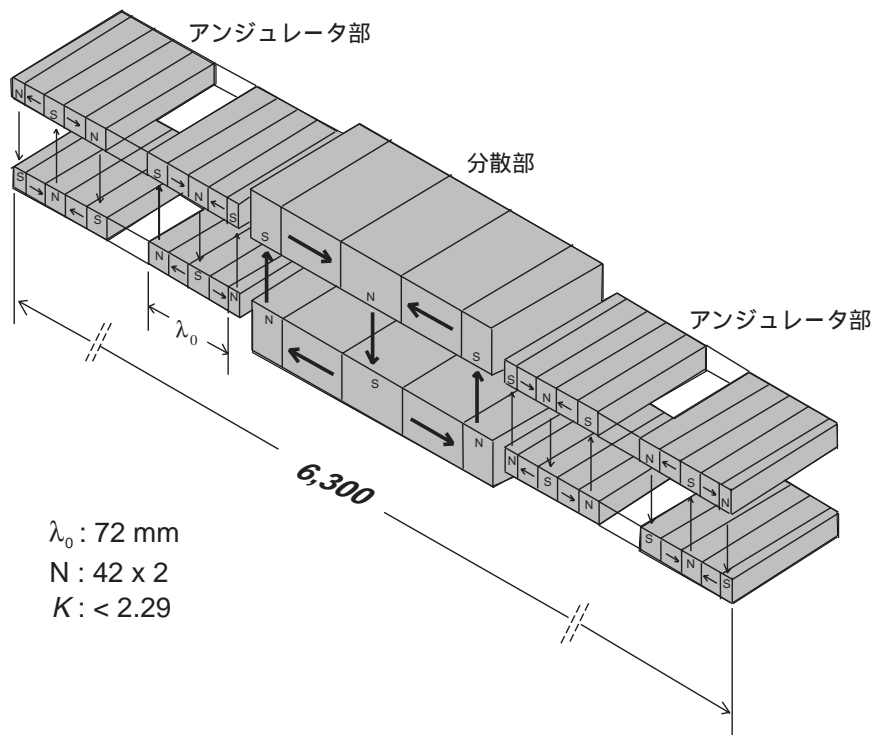 アンジュレータ部
分散部
アンジュレータ部
N S N
S N S
S N S
N S N
S N S
N S N
S N S
N S N
N S N
S N S
λ₀
6,300
λ₀ : 72 mm
N : 42 x 2
K : < 2.29